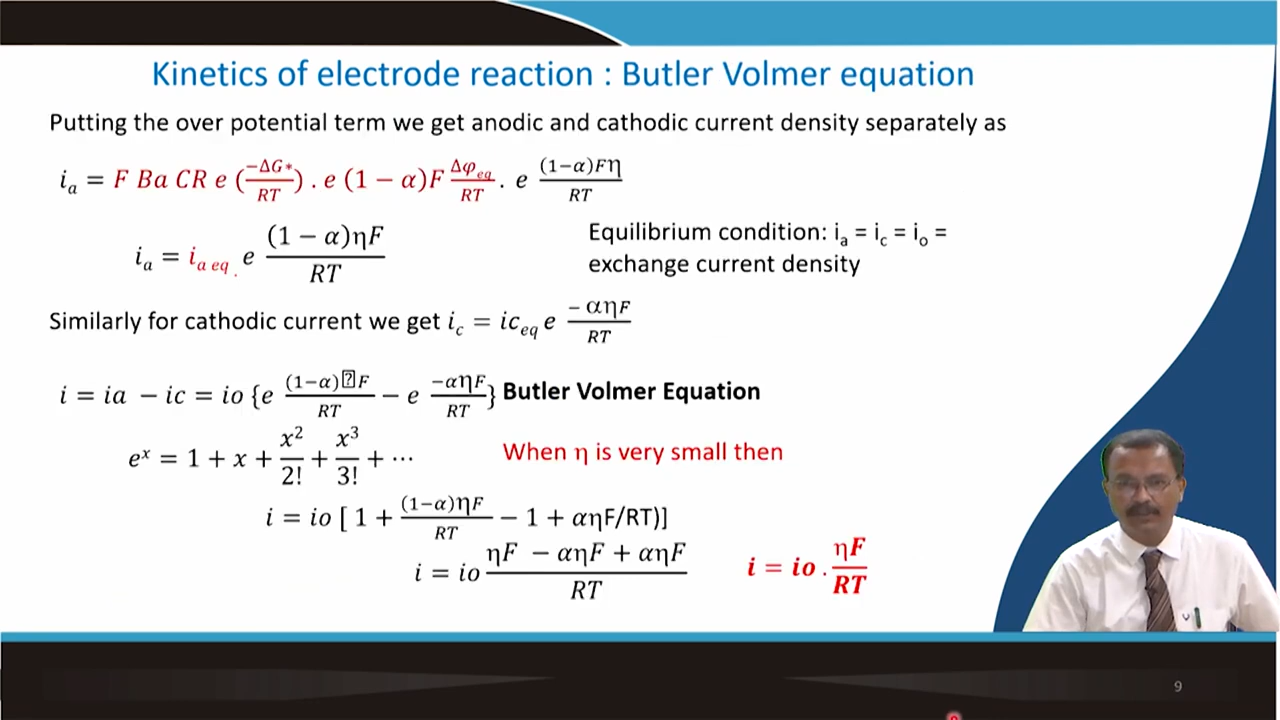 Kinetics of electrode reaction : Butler Volmer equation
Putting the over potential term we get anodic and cathodic current density separately as
i_a = F Ba CR e (−ΔG*/RT) . e (1 − α)F Δφ_eq/RT . e (1−α)Fη/RT
i_a = i_a eq . e (1 − α)ηF/RT
Equilibrium condition: i_a = i_c = i_o =
exchange current density
Similarly for cathodic current we get i_c = ic_eq e − αηF/RT
i = ia − ic = io {e (1−α)⍰F/RT − e −αηF/RT} Butler Volmer Equation
e^x = 1 + x + x^2/2! + x^3/3! + ⋯
When η is very small then
i = io [ 1 + (1−α)ηF/RT − 1 + αηF/RT)]
i = io ηF − αηF + αηF/RT
i = io . ηF/RT
9